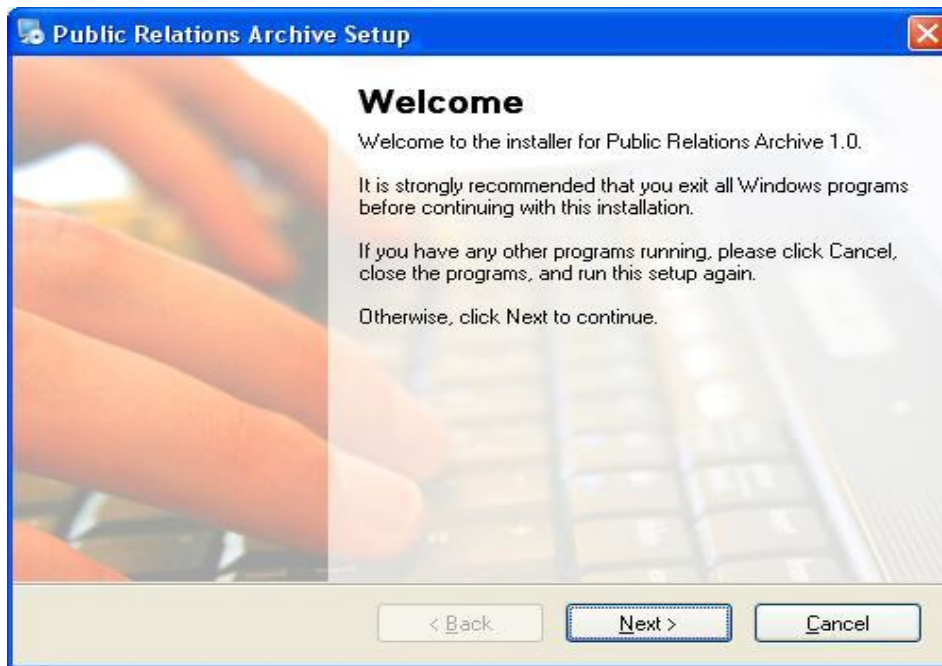 Public Relations Archive Setup
Welcome
Welcome to the installer for Public Relations Archive 1.0.
It is strongly recommended that you exit all Windows programs
before continuing with this installation.
If you have any other programs running, please click Cancel,
close the programs, and run this setup again.
Otherwise, click Next to continue.
< Back
Next >
Cancel